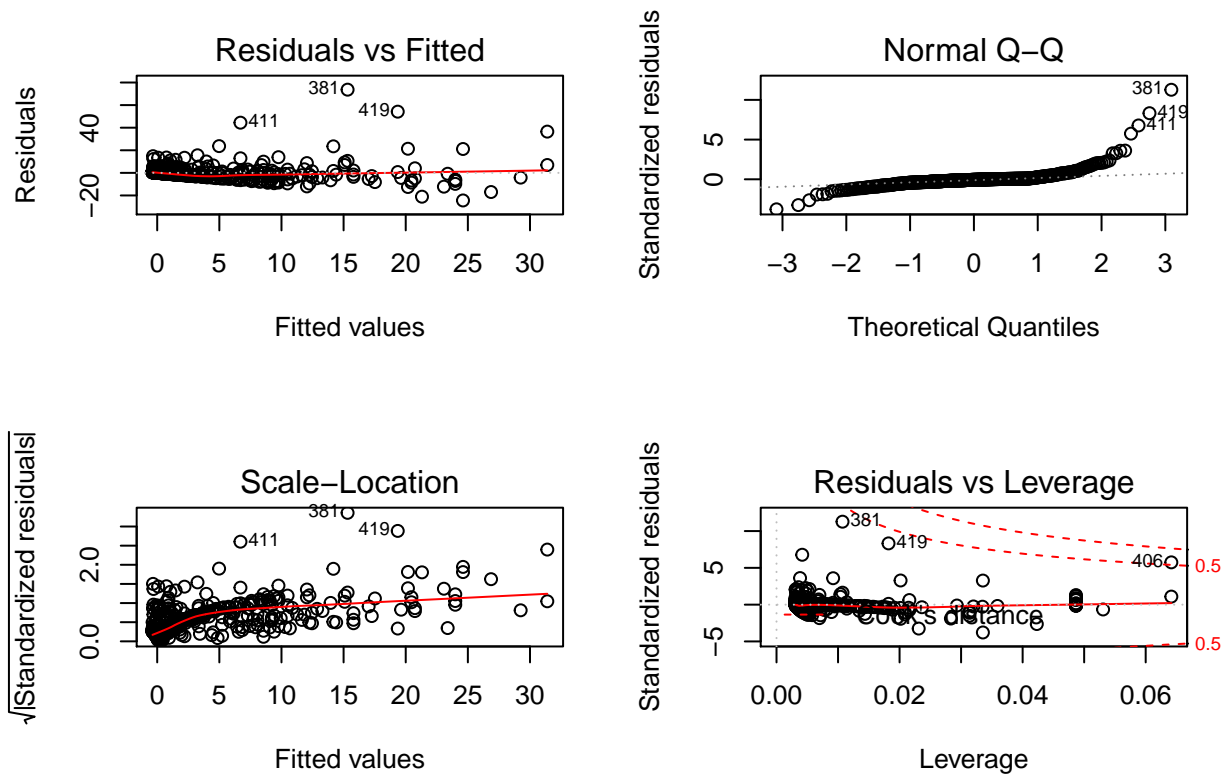 Residuals vs Fitted
Residuals
−20
40
0 5 10 15 20 25 30
Fitted values
381
419
411
Normal Q−Q
Standardized residuals
0
5
−3 −2 −1 0 1 2 3
Theoretical Quantiles
381
419
411
Scale−Location
√|Standardized residuals|
0.0
2.0
0 5 10 15 20 25 30
Fitted values
381
419
411
Residuals vs Leverage
Standardized residuals
−5
5
0.00 0.02 0.04 0.06
Leverage
381
419
406
0.5
0.5
distance